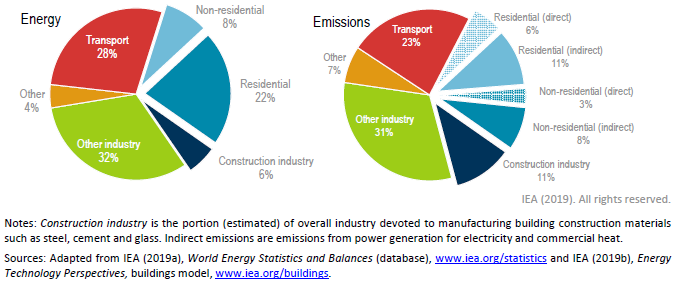 Energy
Non-residential
8%
Transport
28%
Residential
22%
Other
4%
Other industry
32%
Construction industry
6%
Emissions
Transport
23%
Residential (direct)
6%
Residential (indirect)
11%
Other
7%
Non-residential (direct)
3%
Other industry
31%
Non-residential (indirect)
8%
Construction industry
11%
IEA (2019). All rights reserved.
Notes: Construction industry is the portion (estimated) of overall industry devoted to manufacturing building construction materials
such as steel, cement and glass. Indirect emissions are emissions from power generation for electricity and commercial heat.
Sources: Adapted from IEA (2019a), World Energy Statistics and Balances (database), www.iea.org/statistics and IEA (2019b), Energy
Technology Perspectives, buildings model, www.iea.org/buildings.